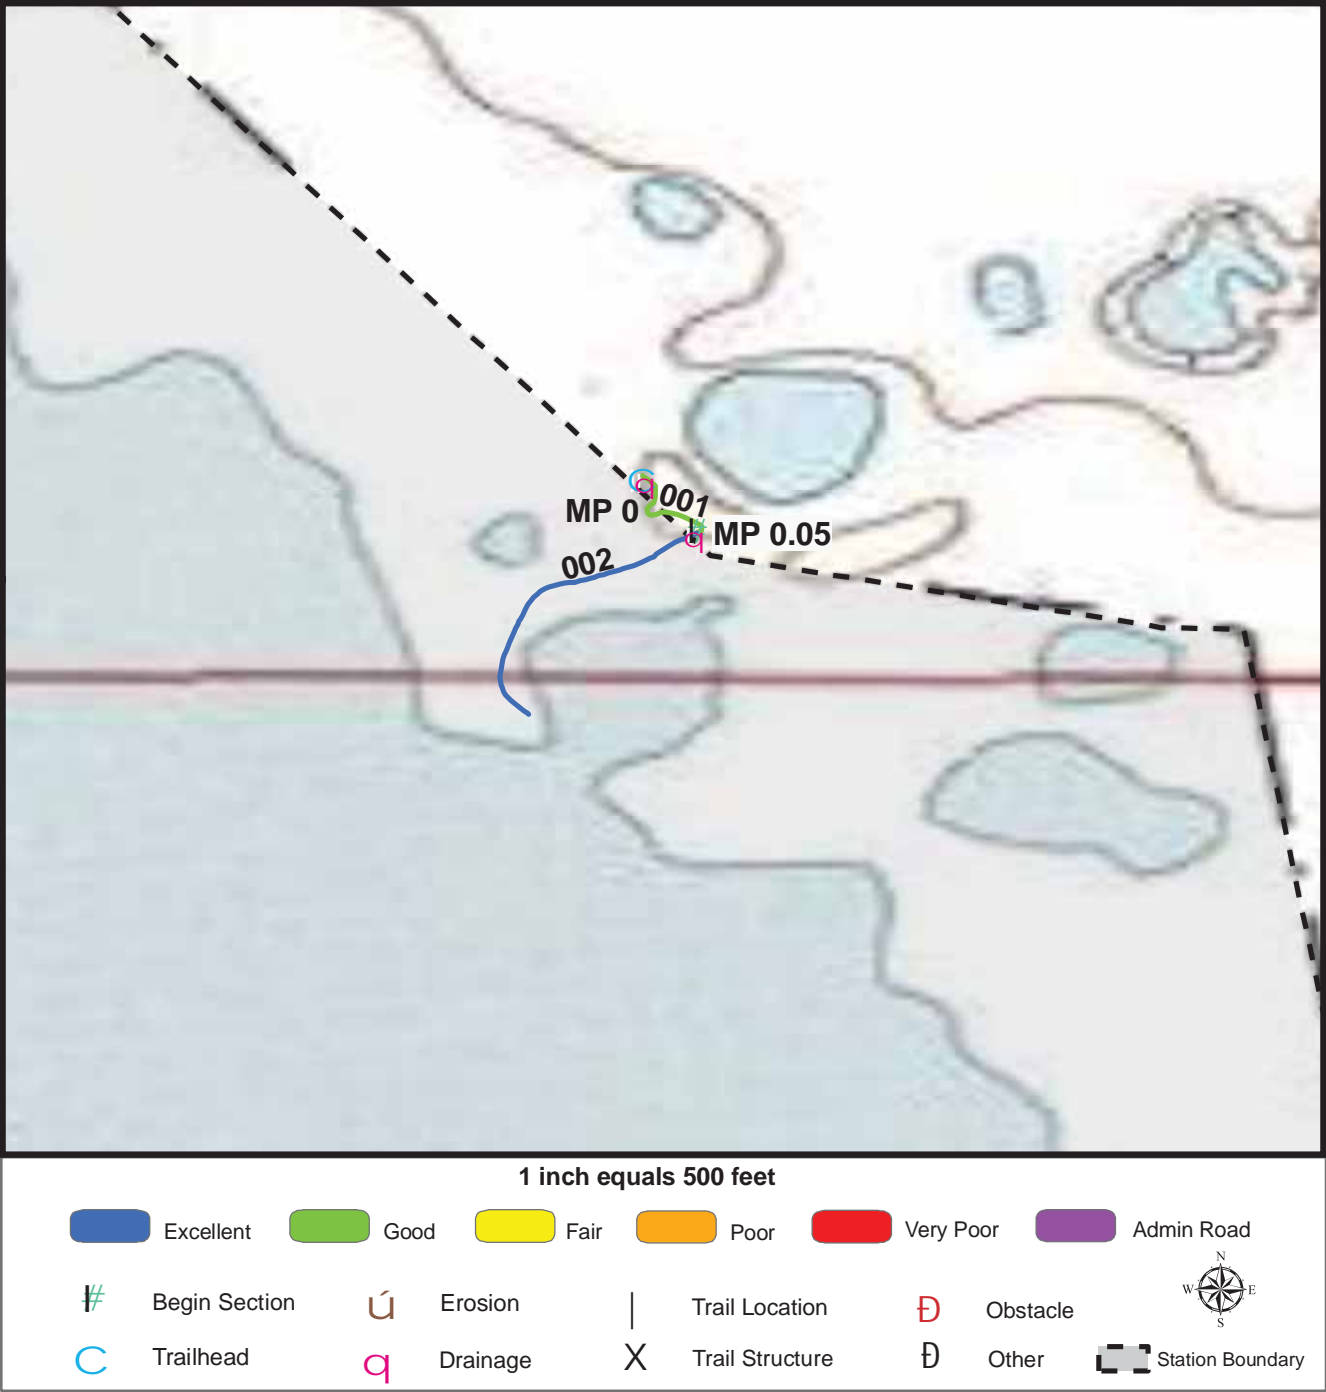 C
q
001
MP 0
#
q
MP 0.05
002
1 inch equals 500 feet
Excellent
Good
Fair
Poor
Very Poor
Admin Road
# Begin Section
ú Erosion
| Trail Location
Ð Obstacle
N
W E
S
C Trailhead
q Drainage
X Trail Structure
Ð Other
Station Boundary